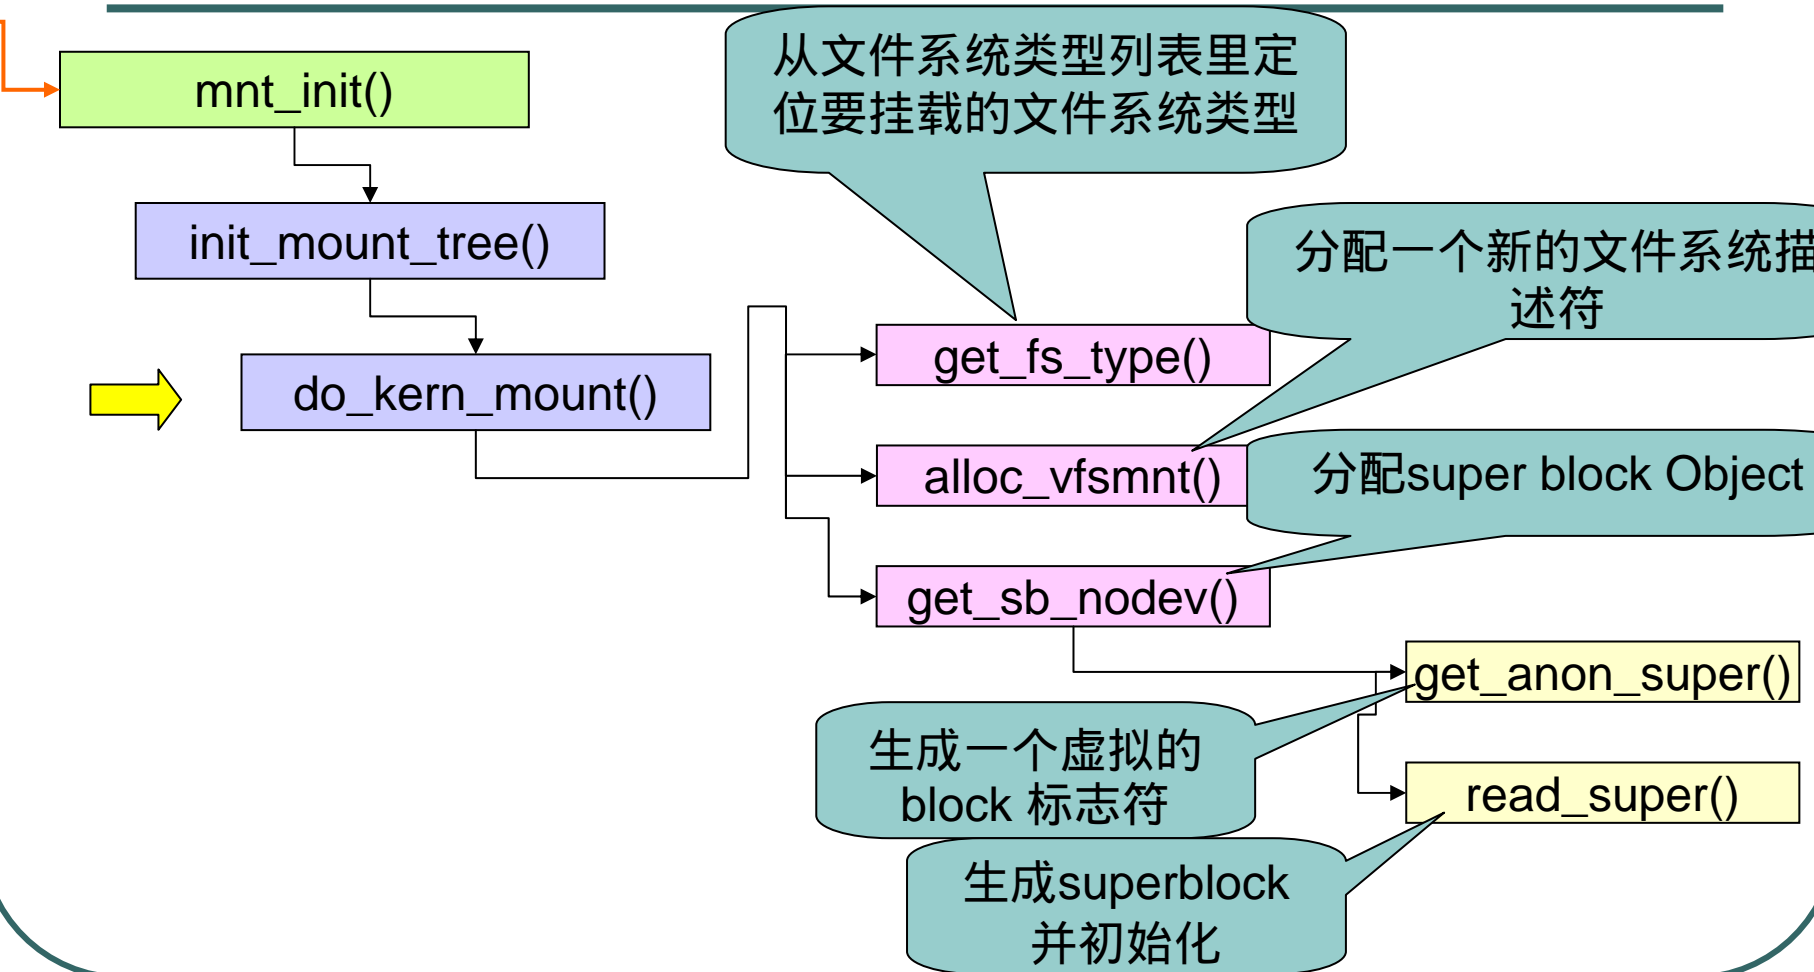 从文件系统类型列表里定
位要挂载的文件系统类型
mnt_init()
init_mount_tree()
分配一个新的文件系统描
述符
get_fs_type()
do_kern_mount()
alloc_vfsmnt()
分配super block Object
get_sb_nodev()
get_anon_super()
生成一个虚拟的
block 标志符
read_super()
生成superblock
并初始化